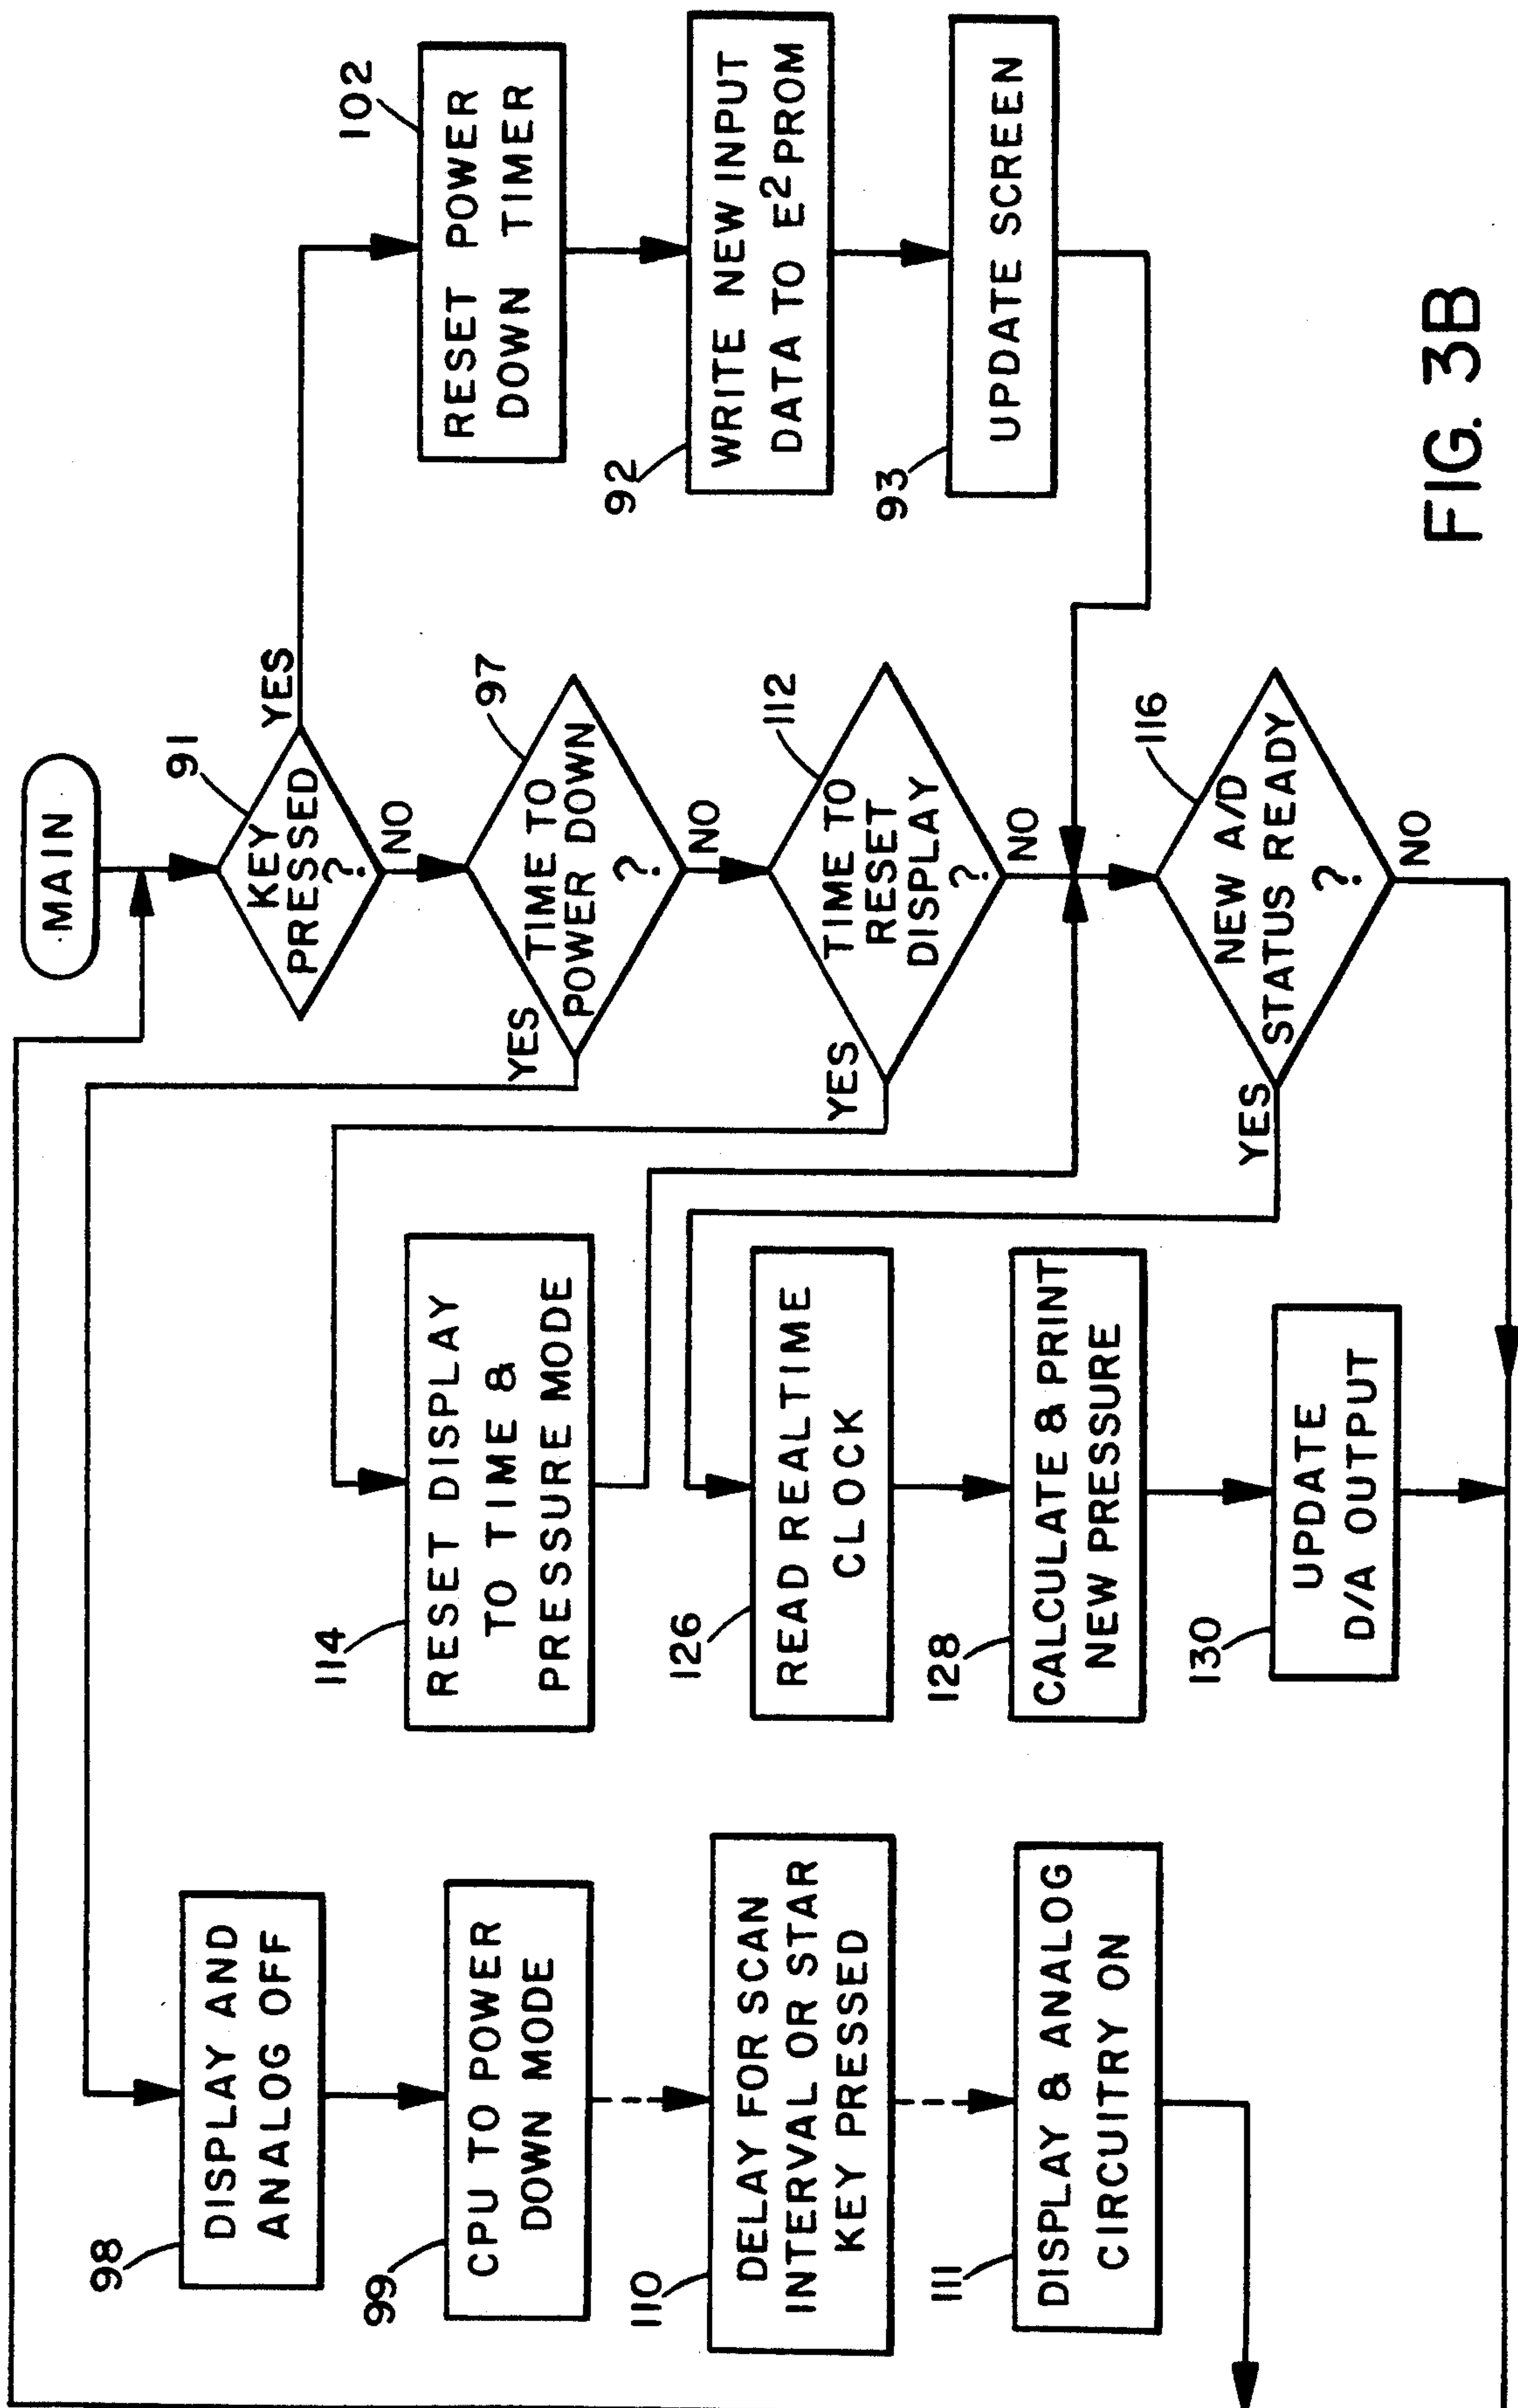 MAIN
91
KEY
PRESSED
?
YES
NO
102
RESET POWER
DOWN TIMER
92
WRITE NEW INPUT
DATA TO E²PROM
93
UPDATE SCREEN
97
TIME TO
POWER DOWN
?
YES
NO
112
TIME TO
RESET
DISPLAY
?
YES
NO
116
NEW A/D
STATUS READY
?
YES
NO
114
RESET DISPLAY
TO TIME &
PRESSURE MODE
126
READ REALTIME
CLOCK
128
CALCULATE & PRINT
NEW PRESSURE
130
UPDATE
D/A OUTPUT
98
DISPLAY AND
ANALOG OFF
99
CPU TO POWER
DOWN MODE
110
DELAY FOR SCAN
INTERVAL OR STAR
KEY PRESSED
111
DISPLAY & ANALOG
CIRCUITRY ON
FIG. 3B